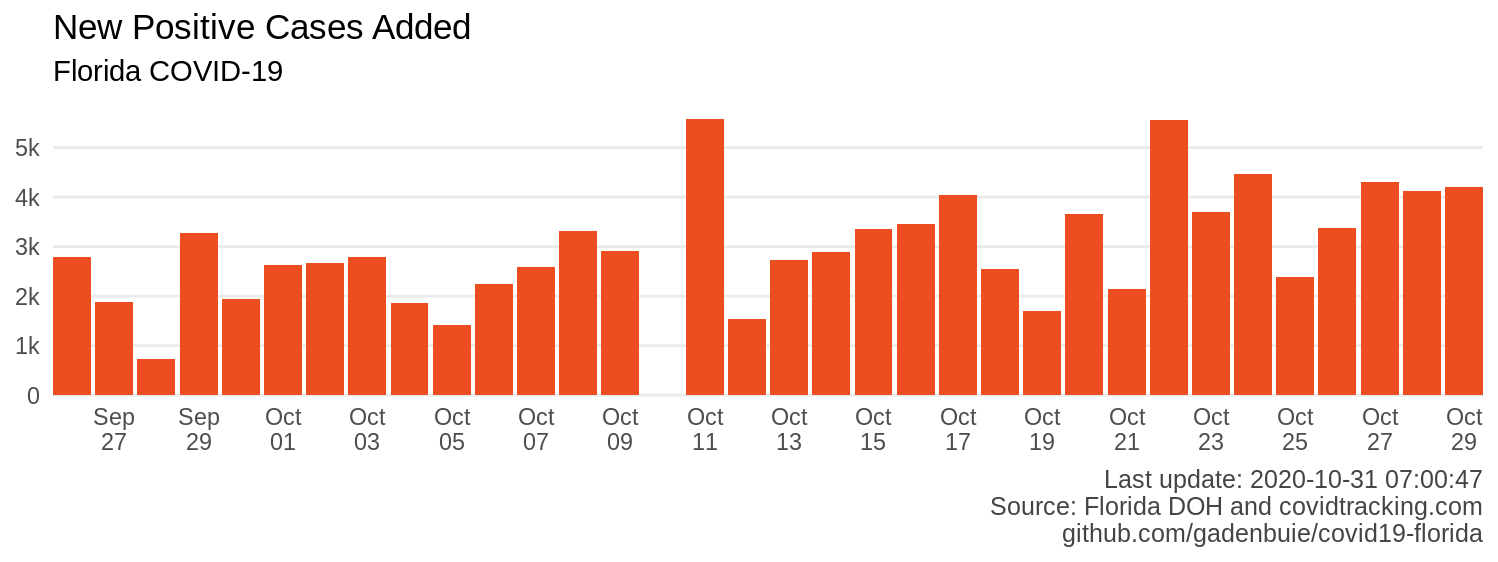 New Positive Cases Added
Florida COVID-19
5k
4k
3k
2k
1k
0
Sep Sep Oct Oct Oct Oct Oct Oct Oct Oct Oct Oct Oct Oct Oct Oct Oct
27 29 01 03 05 07 09 11 13 15 17 19 21 23 25 27 29
Last update: 2020-10-31 07:00:47
Source: Florida DOH and covidtracking.com
github.com/gadenbuie/covid19-florida